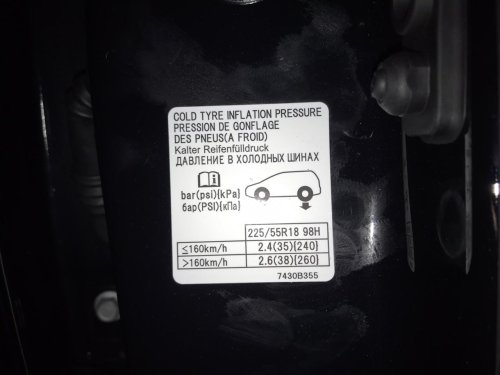 COLD TYRE INFLATION PRESSURE
PRESSION DE GONFLAGE
DES PNEUS(A FROID)
Kalter Reifenfülldruck
ДАВЛЕНИЕ В ХОЛОДНЫХ ШИНАХ
bar(psi){kPa}
бар(PSI){кПа}
225/55R18 98H
≤160km/h 2.4(35){240}
>160km/h 2.6(38){260}
7430B355